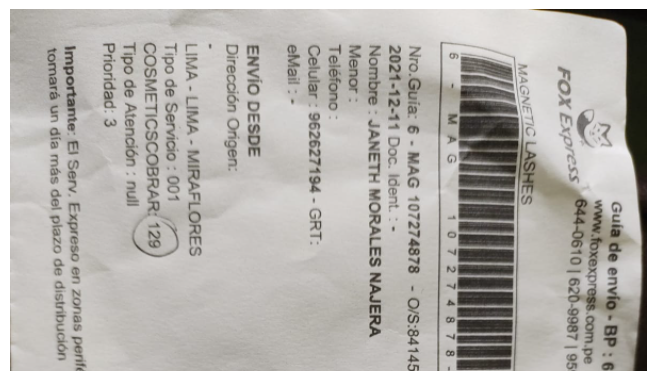 Guía de envío - BP : 6
www.foxexpress.com.pe
644-0610 | 620-9987 | 95
FOX Express
MAGNETIC LASHES
6 - MAG 107274878 -
Nro.Guía: 6 - MAG 107274878 - O/S:84145
2021-12-11 Doc. Ident. : -
Nombre : JANETH MORALES NAJERA
Menor :
Teléfono :
Celular : 962627194 - GRT:
eMail : -
ENVÍO DESDE
Dirección Origen:
-
LIMA - LIMA - MIRAFLORES
Tipo de Servicio : 001
COSMETICSCOBRAR: 129
Tipo de Atención : null
Prioridad: 3
Importante: El Serv. Expreso en zonas perif
tomará un día más del plazo de distribución